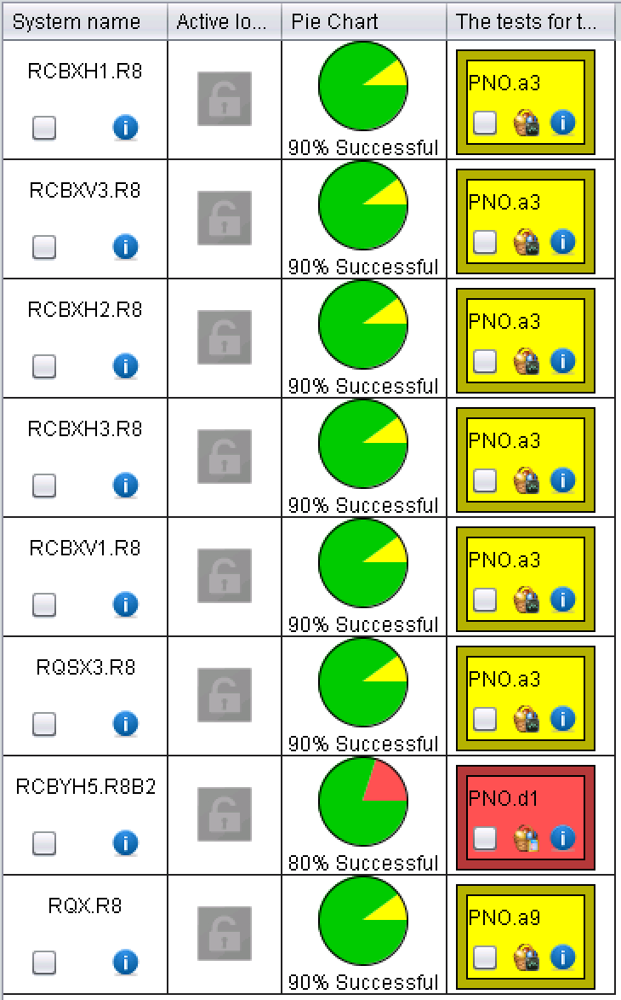 System name Active lo... Pie Chart The tests for t...
RCBXH1.R8
PNO.a3
90% Successful
RCBXV3.R8
PNO.a3
90% Successful
RCBXH2.R8
PNO.a3
90% Successful
RCBXH3.R8
PNO.a3
90% Successful
RCBXV1.R8
PNO.a3
90% Successful
RQSX3.R8
PNO.a3
90% Successful
RCBYH5.R8B2
PNO.d1
80% Successful
RQX.R8
PNO.a9
90% Successful